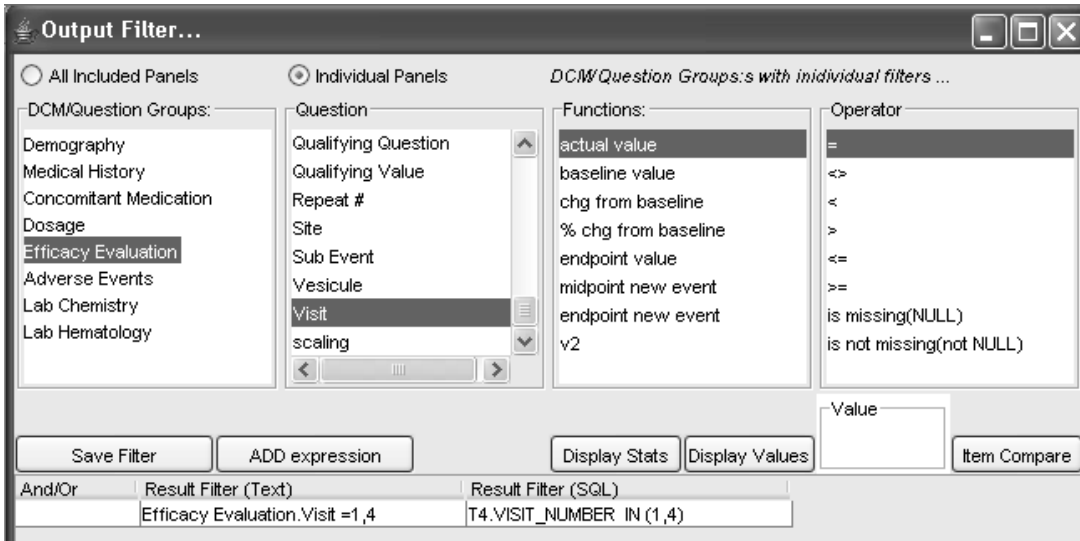 Output Filter...
All Included Panels
Individual Panels
DCM/Question Groups:s with inidividual filters ...
DCM/Question Groups:
Demography
Medical History
Concomitant Medication
Dosage
Efficacy Evaluation
Adverse Events
Lab Chemistry
Lab Hematology
Question
Qualifying Question
Qualifying Value
Repeat #
Site
Sub Event
Vesicule
Visit
scaling
Functions:
actual value
baseline value
chg from baseline
% chg from baseline
endpoint value
midpoint new event
endpoint new event
v2
Operator
=
<>
<
>
<=
>=
is missing(NULL)
is not missing(not NULL)
Value
Save Filter
ADD expression
Display Stats
Display Values
Item Compare
And/Or Result Filter (Text) Result Filter (SQL)
Efficacy Evaluation.Visit =1,4 T4.VISIT_NUMBER IN (1,4)